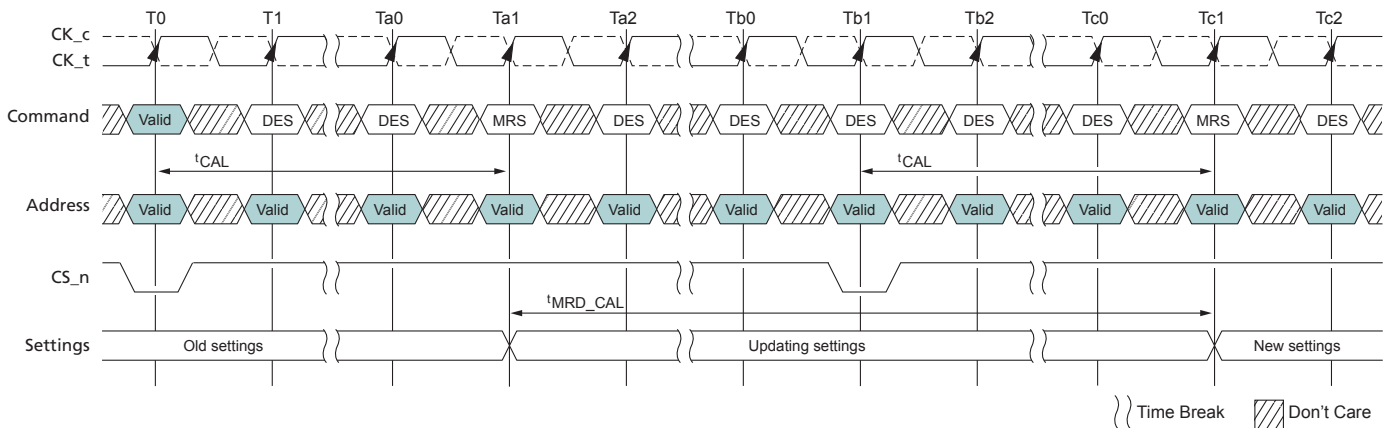 T0 T1 Ta0 Ta1 Ta2 Tb0 Tb1 Tb2 Tc0 Tc1 Tc2
CK_c
CK_t
Command Valid DES DES MRS DES DES DES DES DES MRS DES
tCAL tCAL
Address Valid Valid Valid Valid Valid Valid Valid Valid Valid Valid Valid
CS_n
tMRD_CAL
Settings Old settings Updating settings New settings
Time Break Don't Care